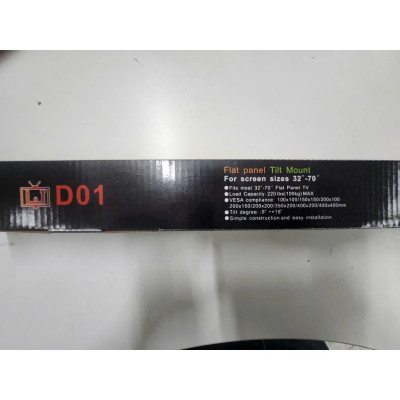 D01
Flat panel Tilt Mount
For screen sizes 32"-70"
●Fits most 32"-70" Flat Panel TV
●Load Capacity 220 lbs(100kg)MAX
●VESA compliance 100x100/150x150/200x100
200x150/200x200/350x250/400x200/400x400mm
●Tilt degree: -5°~+15°
●Simple construction and easy installation